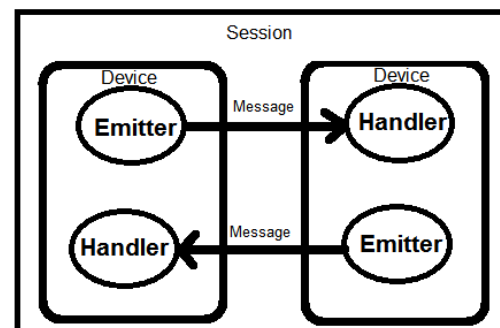 Session
Device
Device
Emitter
Message
Handler
Handler
Message
Emitter